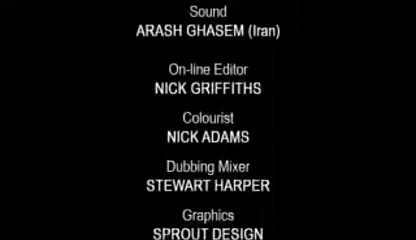 Sound
ARASH GHASEM (Iran)
On-line Editor
NICK GRIFFITHS
Colourist
NICK ADAMS
Dubbing Mixer
STEWART HARPER
Graphics
SPROUT DESIGN